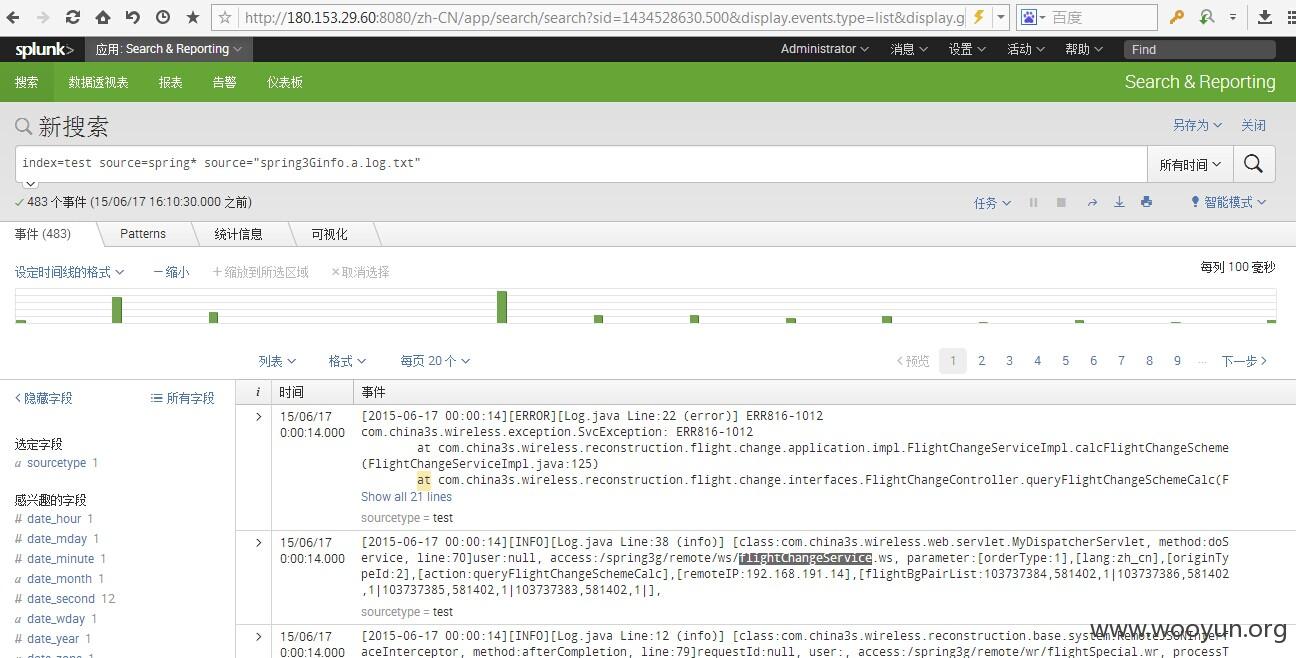 http://180.153.29.60:8080/zh-CN/app/search/search?sid=1434528630.500&display.events.type=list&display.g
百度
splunk> 应用: Search & Reporting Administrator 消息 设置 活动 帮助 Find
搜索 数据透视表 报表 告警 仪表板 Search & Reporting
新搜索 另存为 关闭
index=test source=spring* source="spring3Ginfo.a.log.txt" 所有时间
✓ 483 个事件 (15/06/17 16:10:30.000 之前) 任务 智能模式
事件 (483) Patterns 统计信息 可视化
设定时间线的格式 — 缩小 + 缩放到所选区域 × 取消选择 每列 100 毫秒
列表 格式 每页 20 个 < 预览 1 2 3 4 5 6 7 8 9 ... 下一步 >
< 隐藏字段 所有字段 i 时间 事件
选定字段
a sourcetype 1
感兴趣的字段
# date_hour 1
# date_mday 1
# date_minute 1
a date_month 1
# date_second 12
a date_wday 1
# date_year 1
a date_zone 1
> 15/06/17
0:00:14.000
[2015-06-17 00:00:14][ERROR][Log.java Line:22 (error)] ERR816-1012
com.china3s.wireless.exception.SvcException: ERR816-1012
at com.china3s.wireless.reconstruction.flight.change.application.impl.FlightChangeServiceImpl.calcFlightChangeScheme
(FlightChangeServiceImpl.java:125)
at com.china3s.wireless.reconstruction.flight.change.interfaces.FlightChangeController.queryFlightChangeSchemeCalc(F
Show all 21 lines
sourcetype = test
> 15/06/17
0:00:14.000
[2015-06-17 00:00:14][INFO][Log.java Line:38 (info)] [class:com.china3s.wireless.web.servlet.MyDispatcherServlet, method:doS
ervice, line:70]user:null, access:/spring3g/remote/ws/flightChangeService.ws, parameter:[orderType:1],[lang:zh_cn],[originTy
peId:2],[action:queryFlightChangeSchemeCalc],[remoteIP:192.168.191.14],[flightBgPairList:103737384,581402,1|103737386,581402
,1|103737385,581402,1|103737383,581402,1|],
sourcetype = test
> 15/06/17
0:00:14.000
[2015-06-17 00:00:14][INFO][Log.java Line:12 (info)] [class:com.china3s.wireless.reconstruction.base.system.RemoteJSONInterf
aceInterceptor, method:afterCompletion, line:79]requestId:null, user:, access:/spring3g/remote/wr/flightSpecial.wr, processT
www.wooyun.org